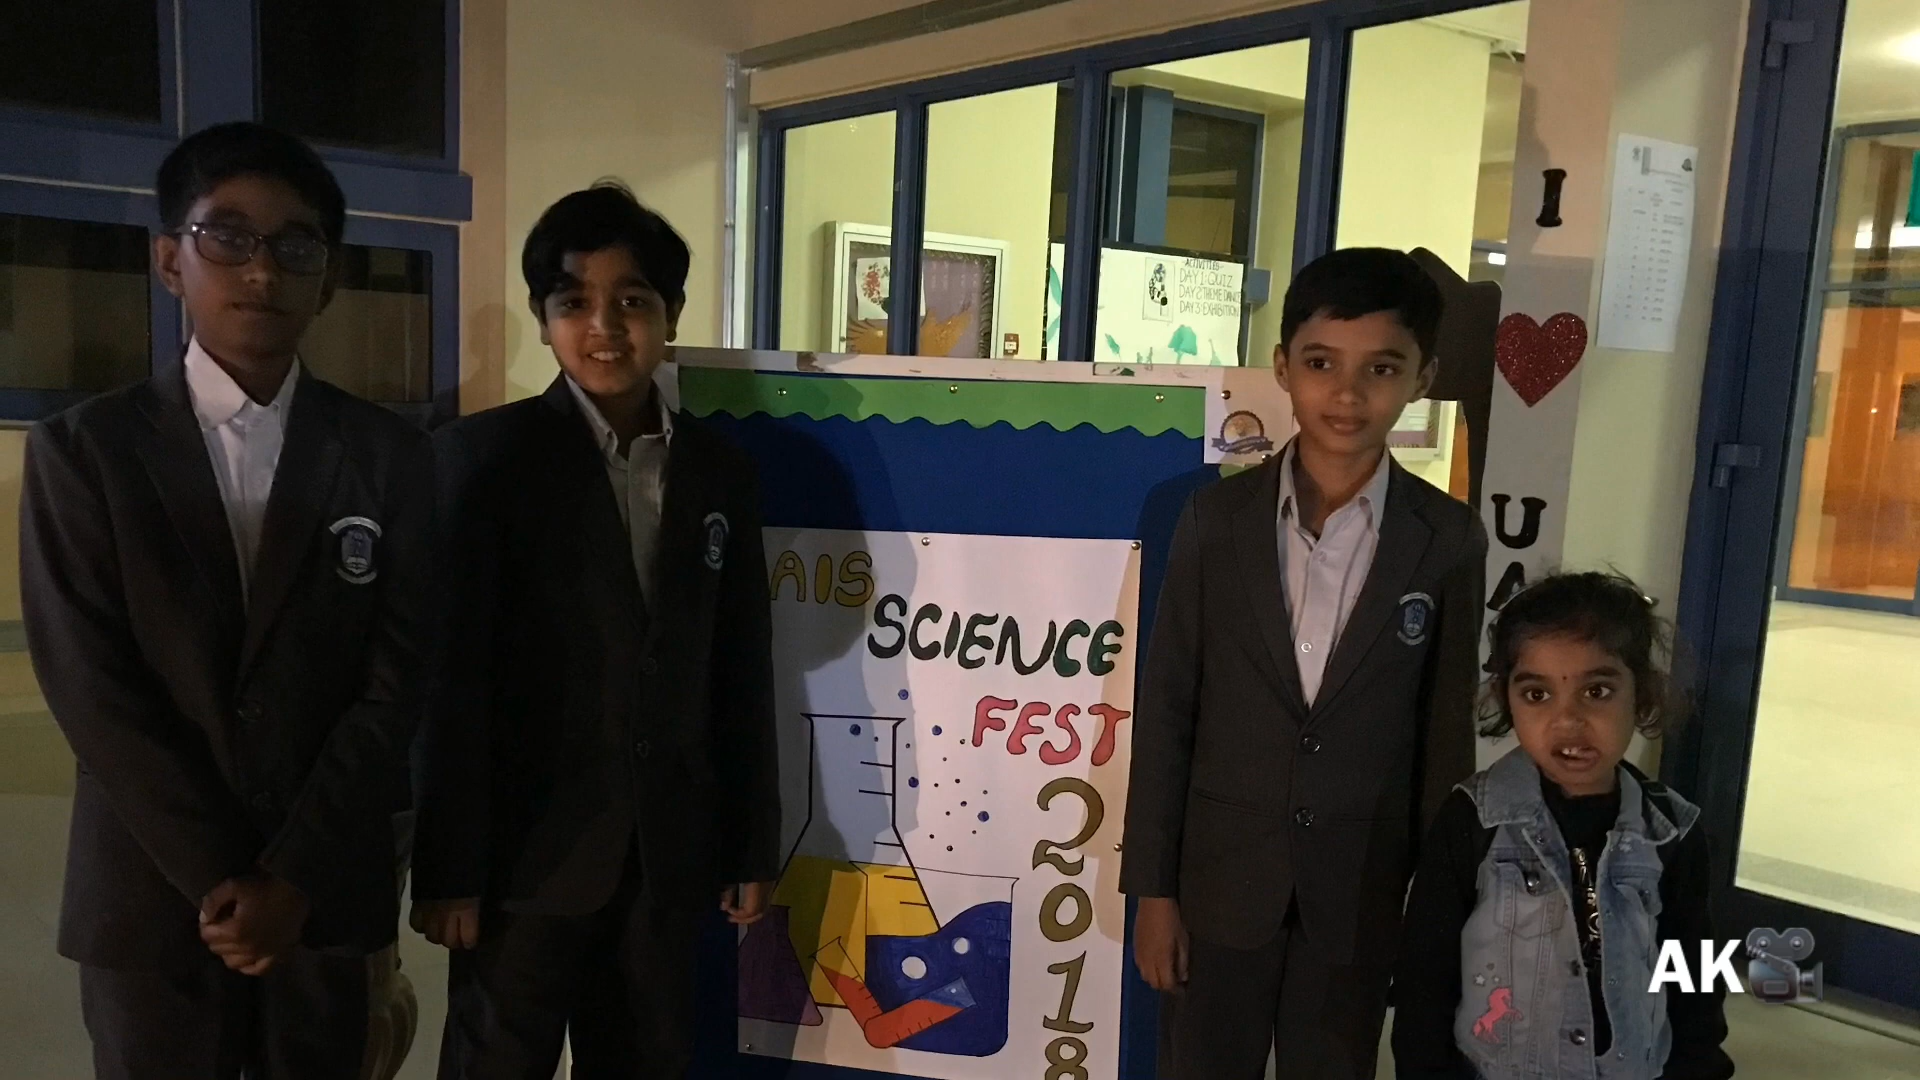 ACTIVITIES:-
DAY 1:QUIZ
DAY 2:THEME DANCE
DAY 3:EXHIBITION
I
UA
AIS
SCIENCE
FEST
2018
AK